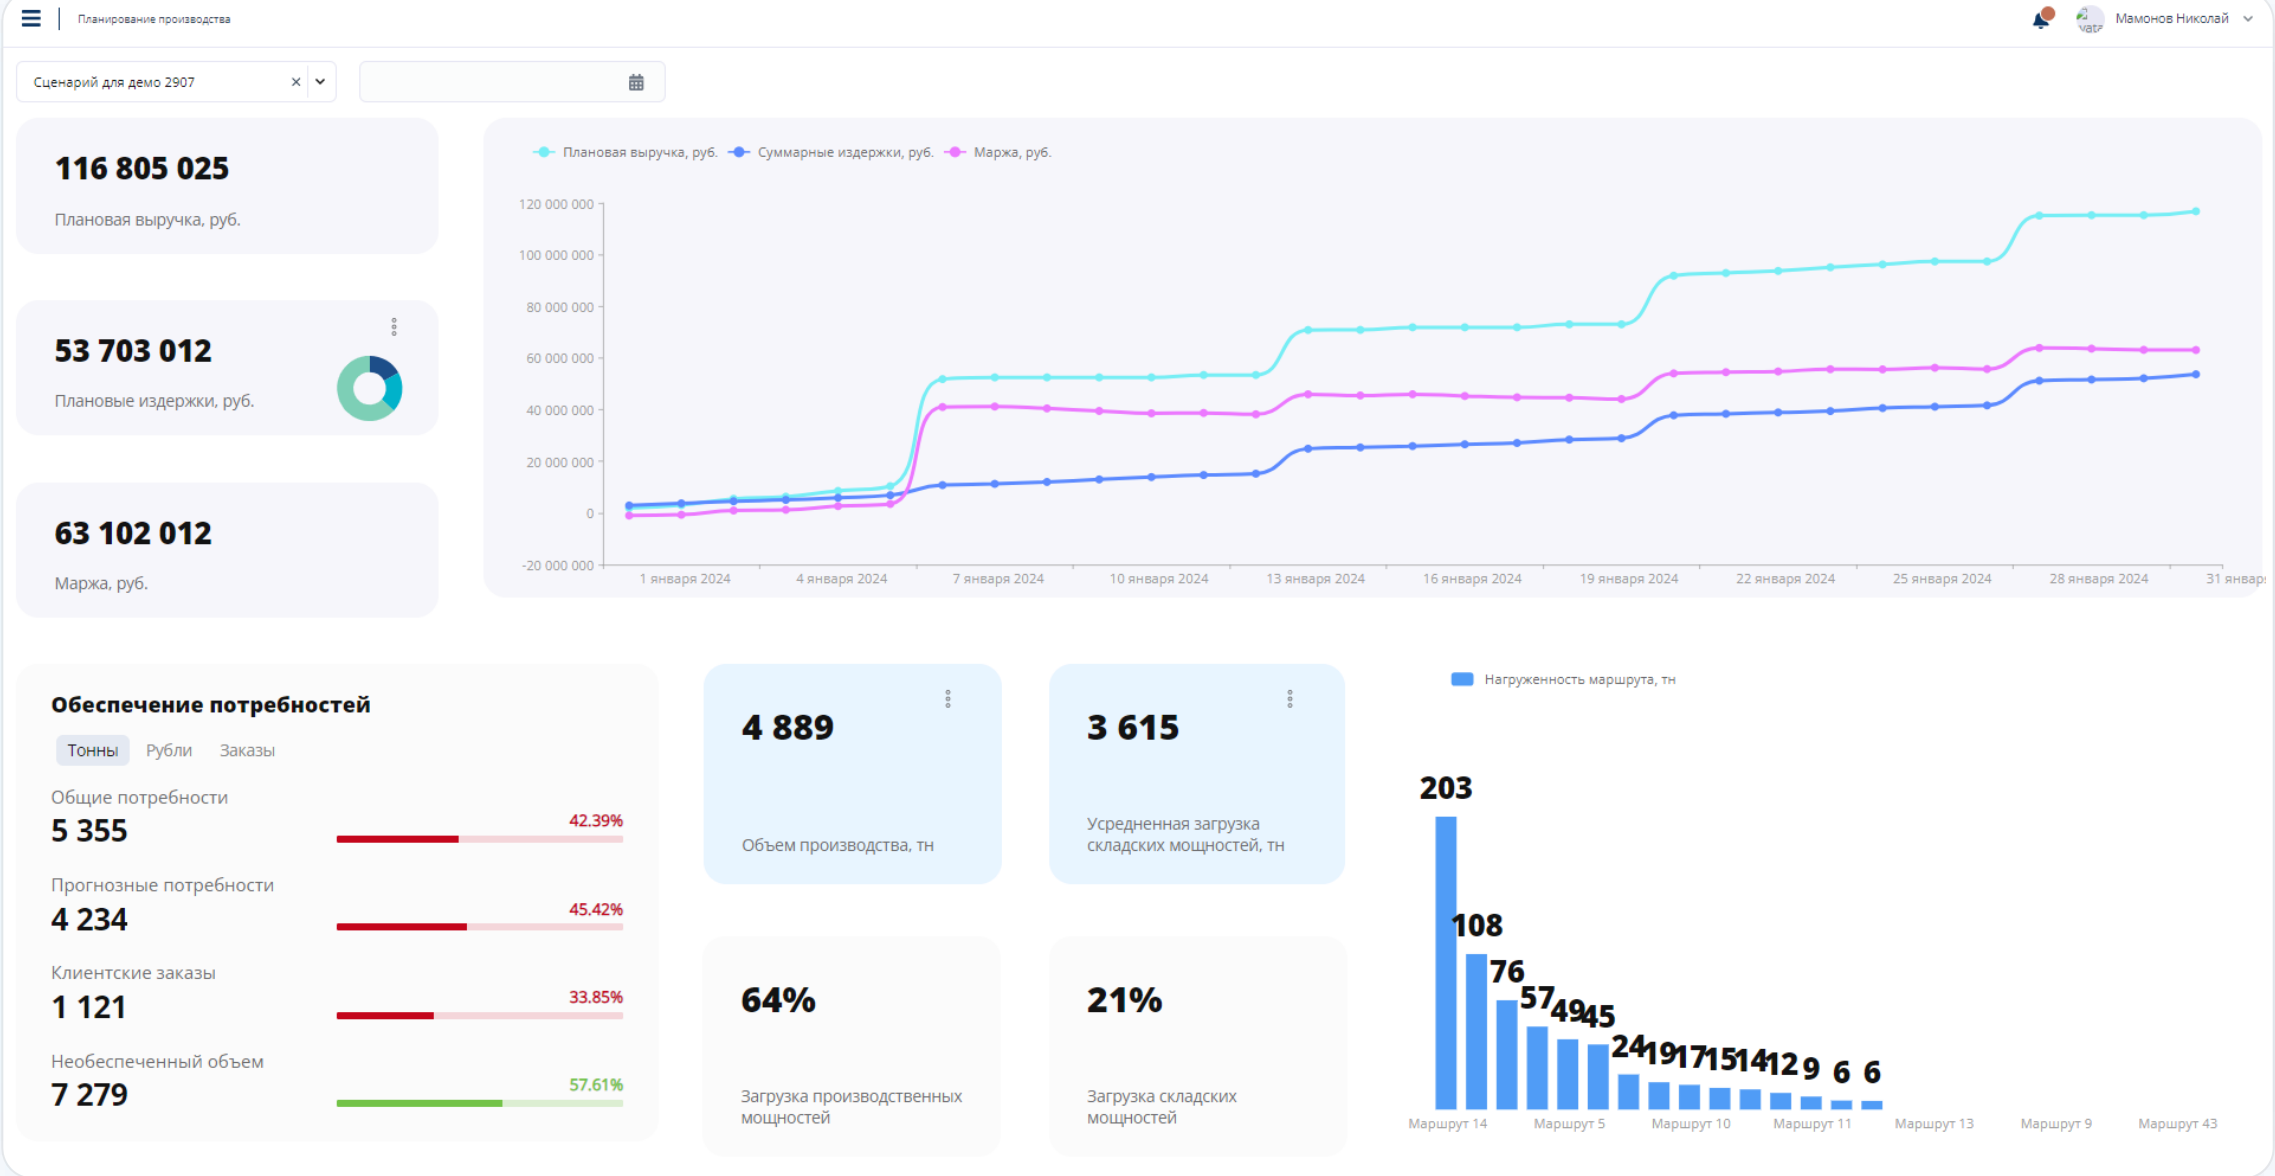 Планирование производства
Мамонов Николай
Сценарий для демо 2907
116 805 025
Плановая выручка, руб.
53 703 012
Плановые издержки, руб.
63 102 012
Маржа, руб.
Плановая выручка, руб. Суммарные издержки, руб. Маржа, руб.
120 000 000
100 000 000
80 000 000
60 000 000
40 000 000
20 000 000
0
-20 000 000
1 января 2024 4 января 2024 7 января 2024 10 января 2024 13 января 2024 16 января 2024 19 января 2024 22 января 2024 25 января 2024 28 января 2024 31 январ
Обеспечение потребностей
Тонны Рубли Заказы
Общие потребности
5 355
42.39%
Прогнозные потребности
4 234
45.42%
Клиентские заказы
1 121
33.85%
Необеспеченный объем
7 279
57.61%
4 889
Объем производства, тн
3 615
Усредненная загрузка
складских мощностей, тн
64%
Загрузка производственных
мощностей
21%
Загрузка складских
мощностей
Нагруженность маршрута, тн
203
108
76
57
49
45
24
19
17
15
14
12
9
6
6
Маршрут 14 Маршрут 5 Маршрут 10 Маршрут 11 Маршрут 13 Маршрут 9 Маршрут 43